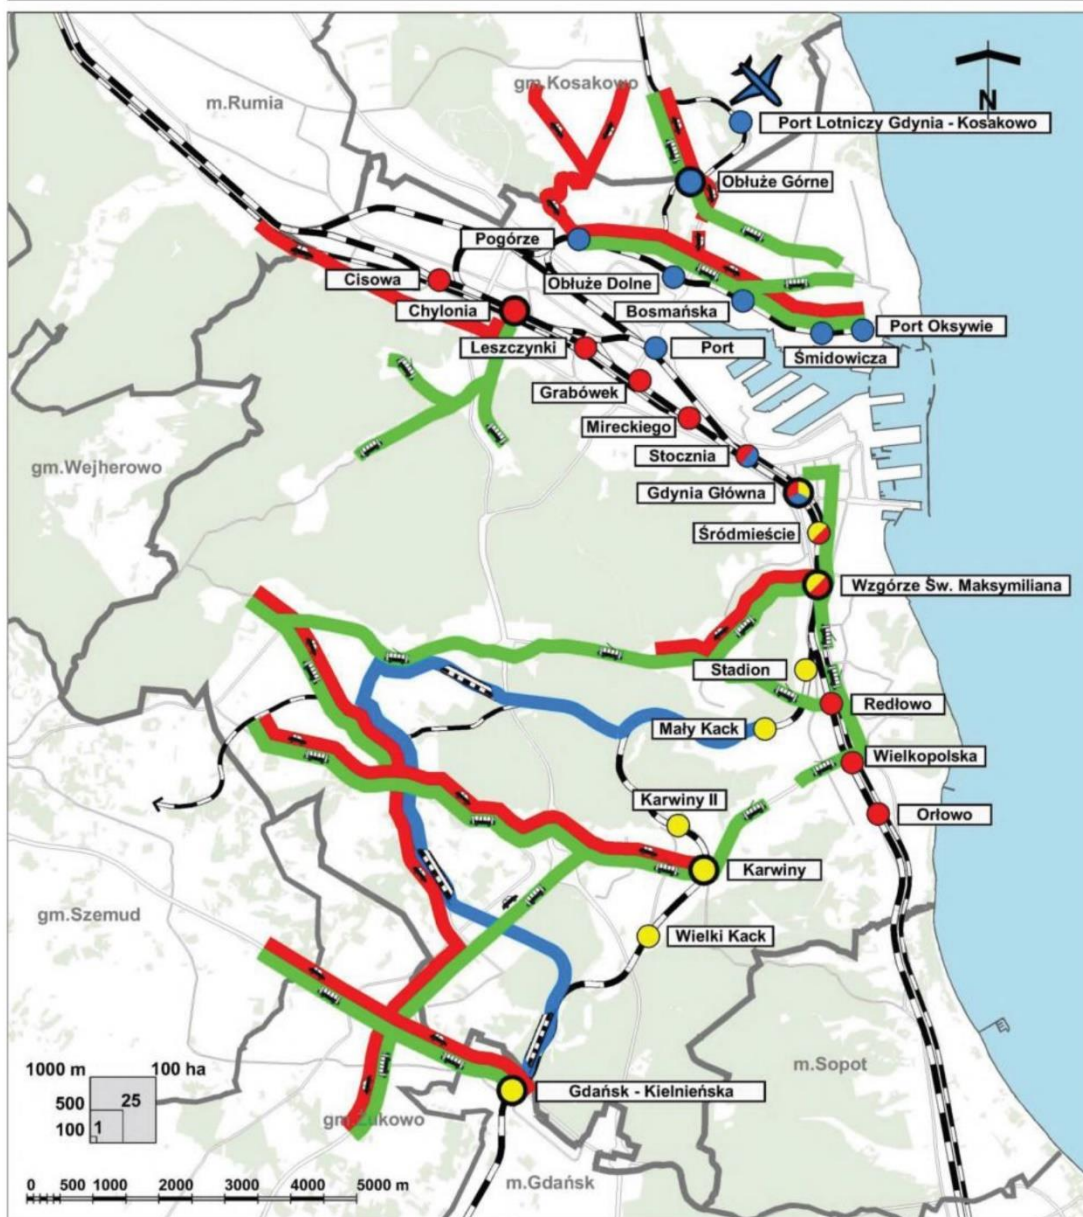 gm.Kosakowo
m.Rumia
N
Port Lotniczy Gdynia - Kosakowo
Obłuże Górne
Pogórze
Cisowa
Obłuże Dolne
Chylonia
Bosmańska
Port Oksywie
Leszczynki
Port
Śmidowicza
Grabówek
Mireckiego
Stocznia
gm.Wejherowo
Gdynia Główna
Śródmieście
Wzgórze Św. Maksymiliana
Stadion
Redłowo
Mały Kack
Wielkopolska
Karwiny II
Orłowo
Karwiny
gm.Szemud
Wielki Kack
m.Sopot
1000 m
100 ha
500
25
100
1
Gdańsk - Kielnieńska
gm.Żukowo
m.Gdańsk
0 500 1000 2000 3000 4000 5000 m